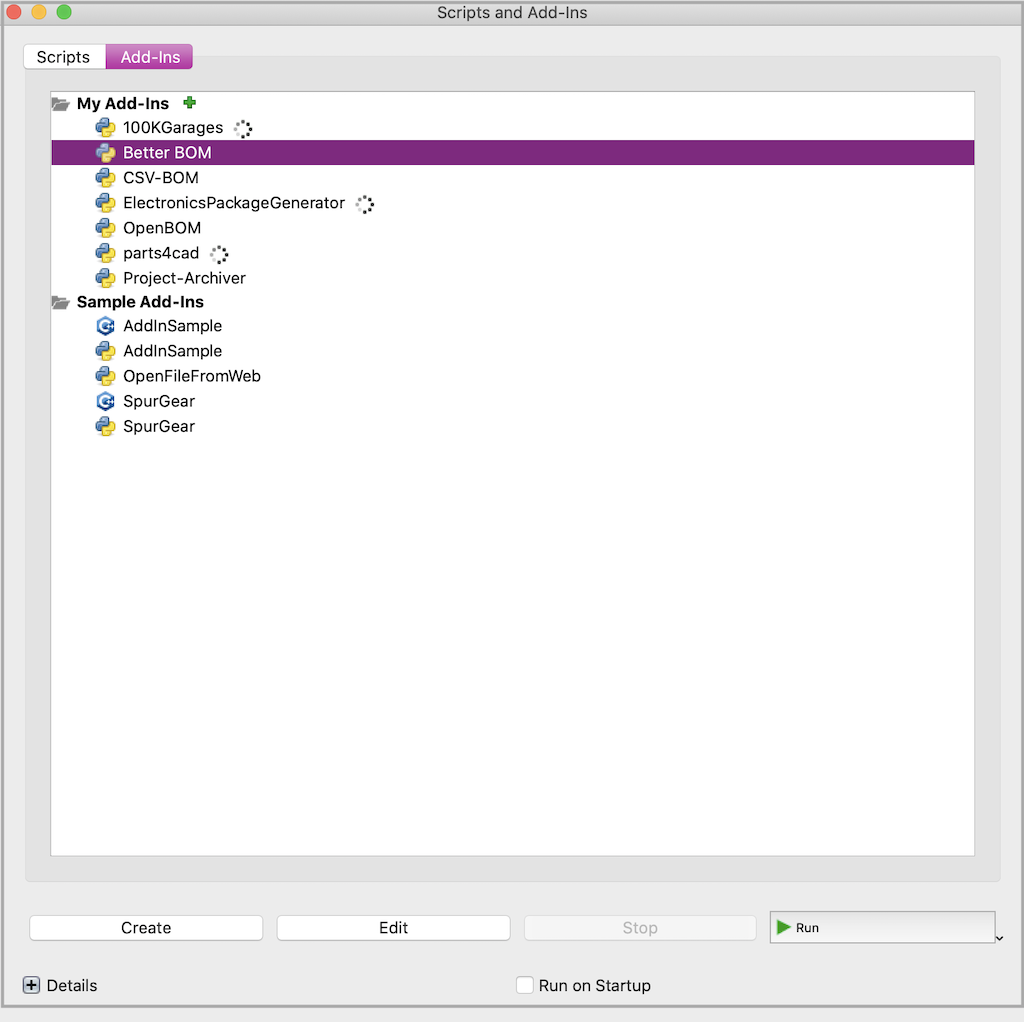 Scripts and Add-Ins
Scripts Add-Ins
My Add-Ins
100KGarages
Better BOM
CSV-BOM
ElectronicsPackageGenerator
OpenBOM
parts4cad
Project-Archiver
Sample Add-Ins
AddInSample
AddInSample
OpenFileFromWeb
SpurGear
SpurGear
Create Edit Stop Run
Details Run on Startup